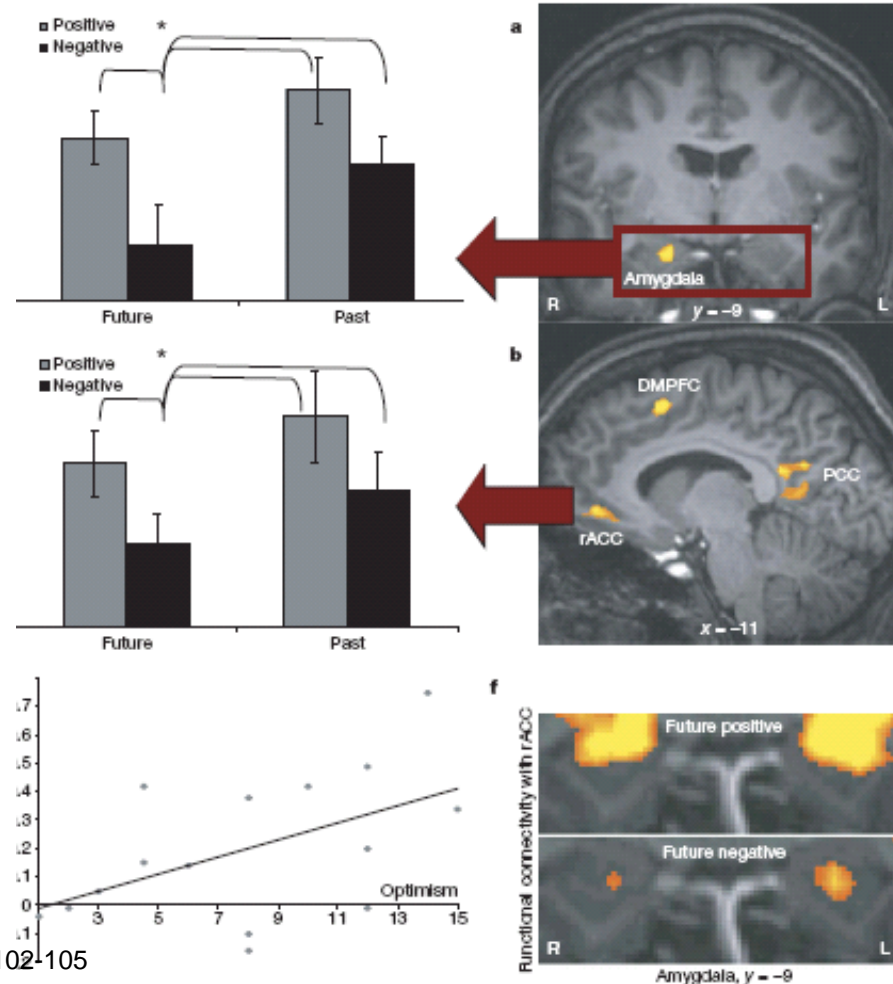 Positive
Negative
*
Future
Past
a
Amygdala
R
y = –9
L
Positive
Negative
*
Future
Past
b
DMPFC
PCC
rACC
x = –11
.7
.6
.5
.4
.3
.2
.1
0
.1
Optimism
3 5 7 9 11 13 15
102-105
f
Functional connectivity with rACC
Future positive
Future negative
R
L
Amygdala, y = –9